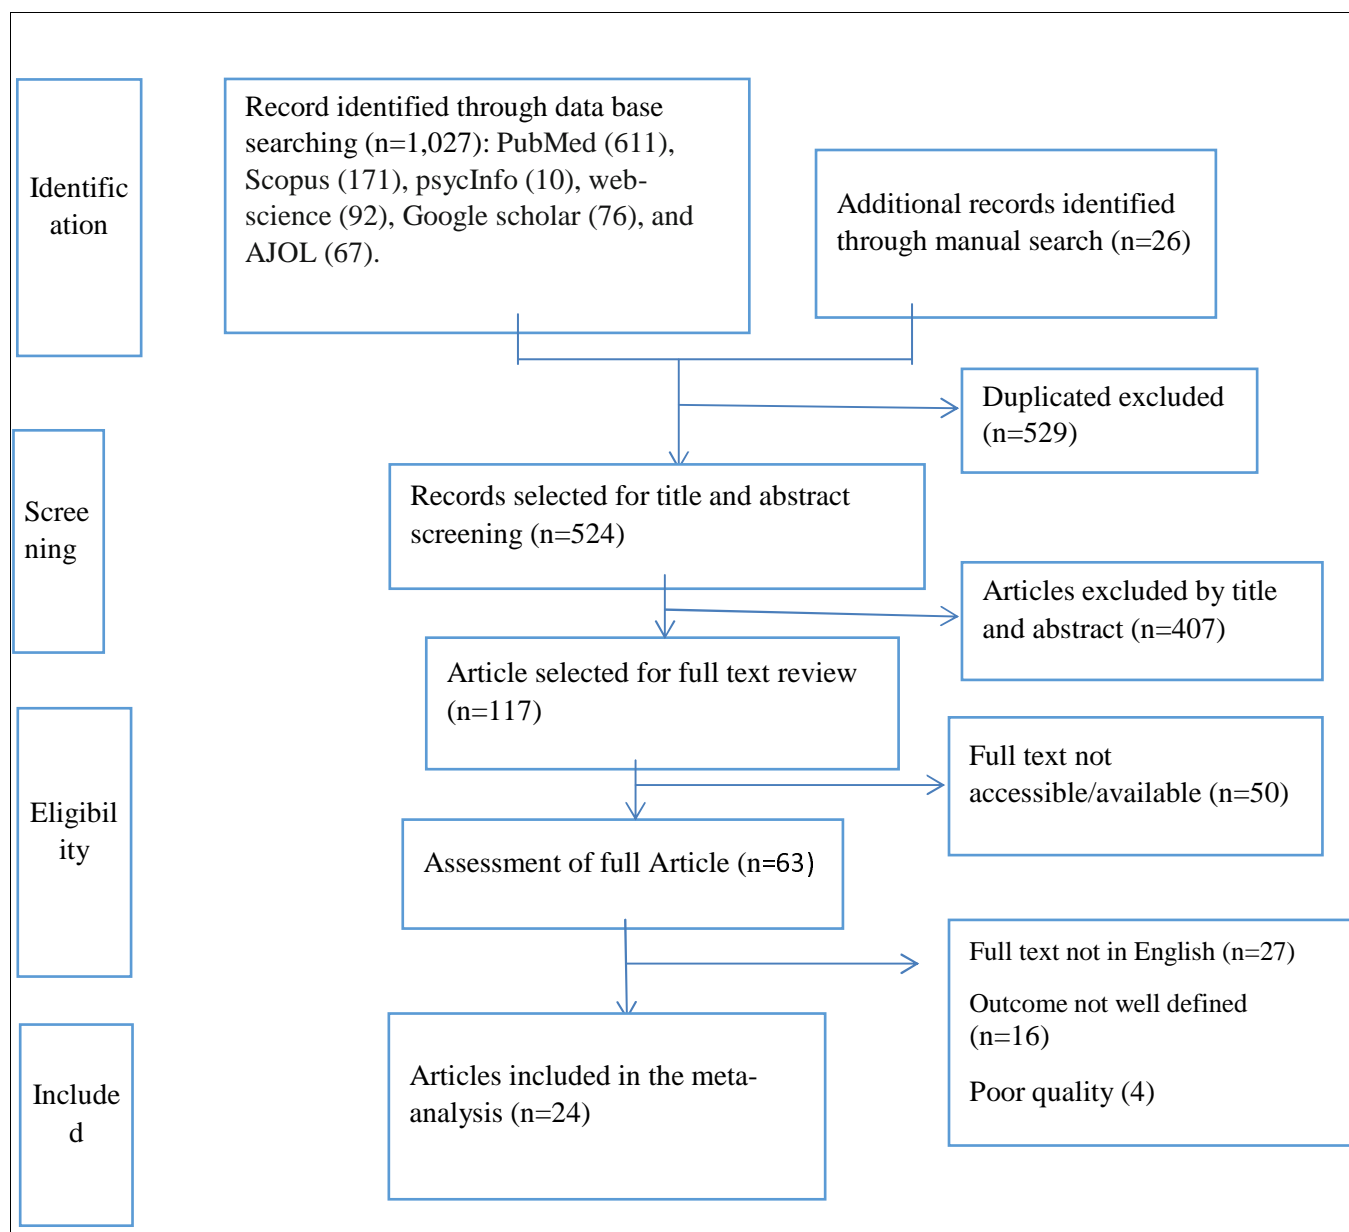 Identific
ation
Record identified through data base
searching (n=1,027): PubMed (611),
Scopus (171), psycInfo (10), web-
science (92), Google scholar (76), and
AJOL (67).
Additional records identified
through manual search (n=26)
Duplicated excluded
(n=529)
Scree
ning
Records selected for title and abstract
screening (n=524)
Articles excluded by title
and abstract (n=407)
Article selected for full text review
(n=117)
Eligibil
ity
Full text not
accessible/available (n=50)
Assessment of full Article (n=63)
Full text not in English (n=27)
Outcome not well defined
(n=16)
Poor quality (4)
Include
d
Articles included in the meta-
analysis (n=24)